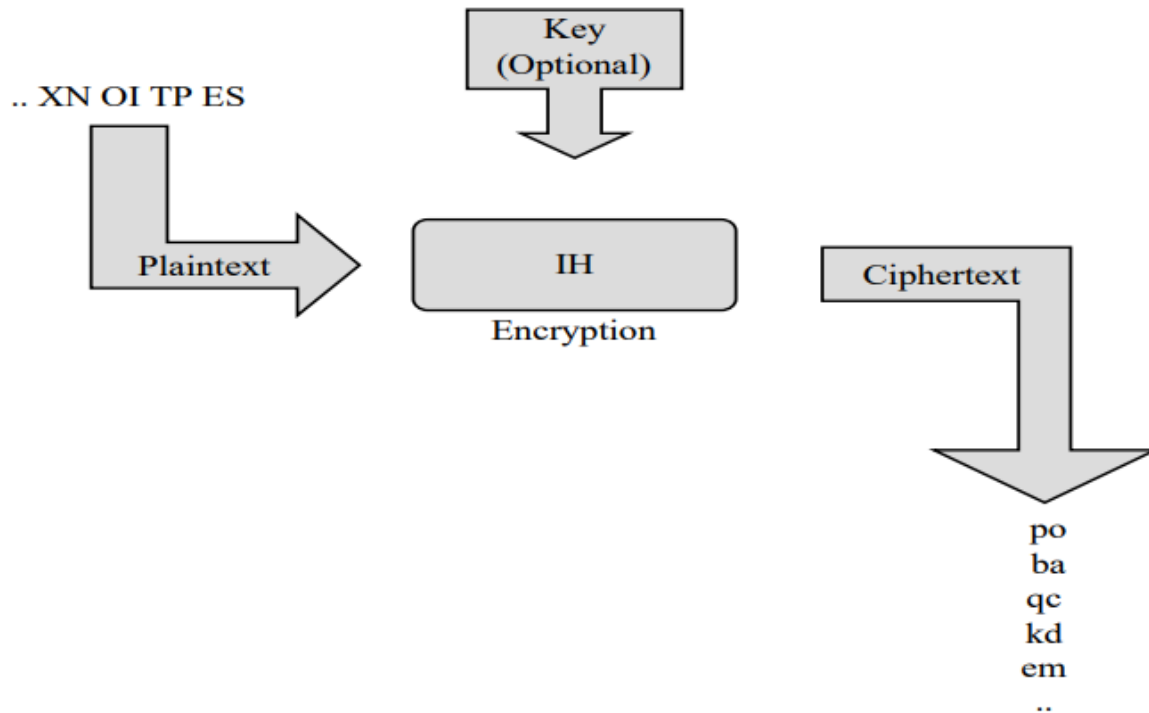 Key
(Optional)
.. XN OI TP ES
Plaintext
IH
Encryption
Ciphertext
po
ba
qc
kd
em
..